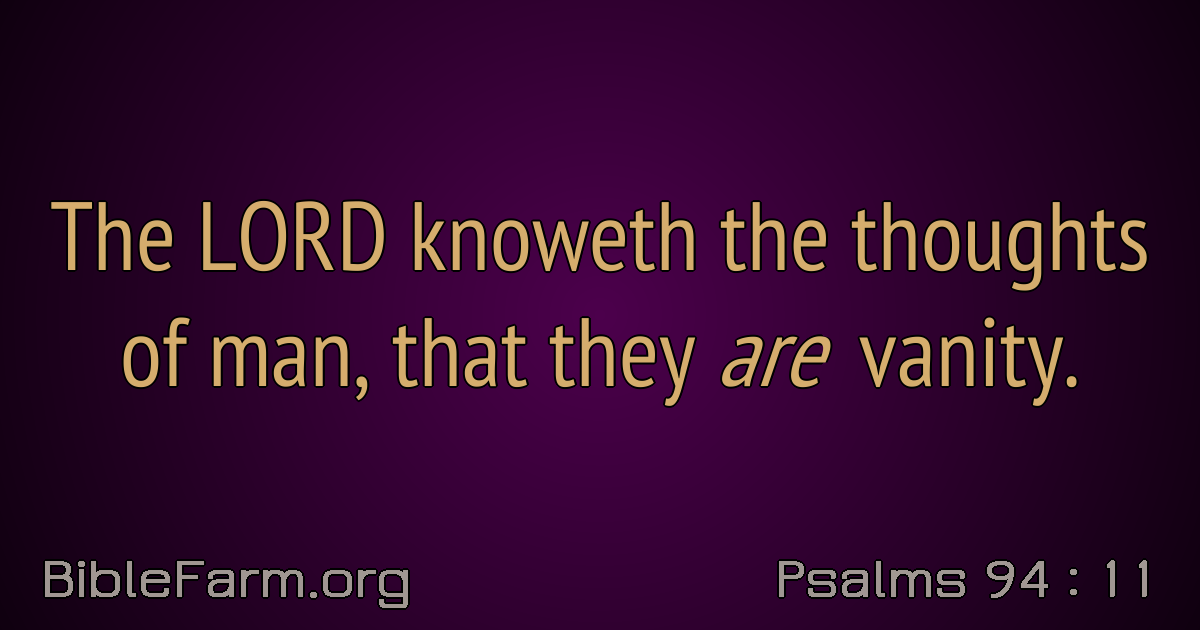 The LORD knoweth the thoughts
of man, that they are vanity.
BibleFarm.org
Psalms 94 : 11